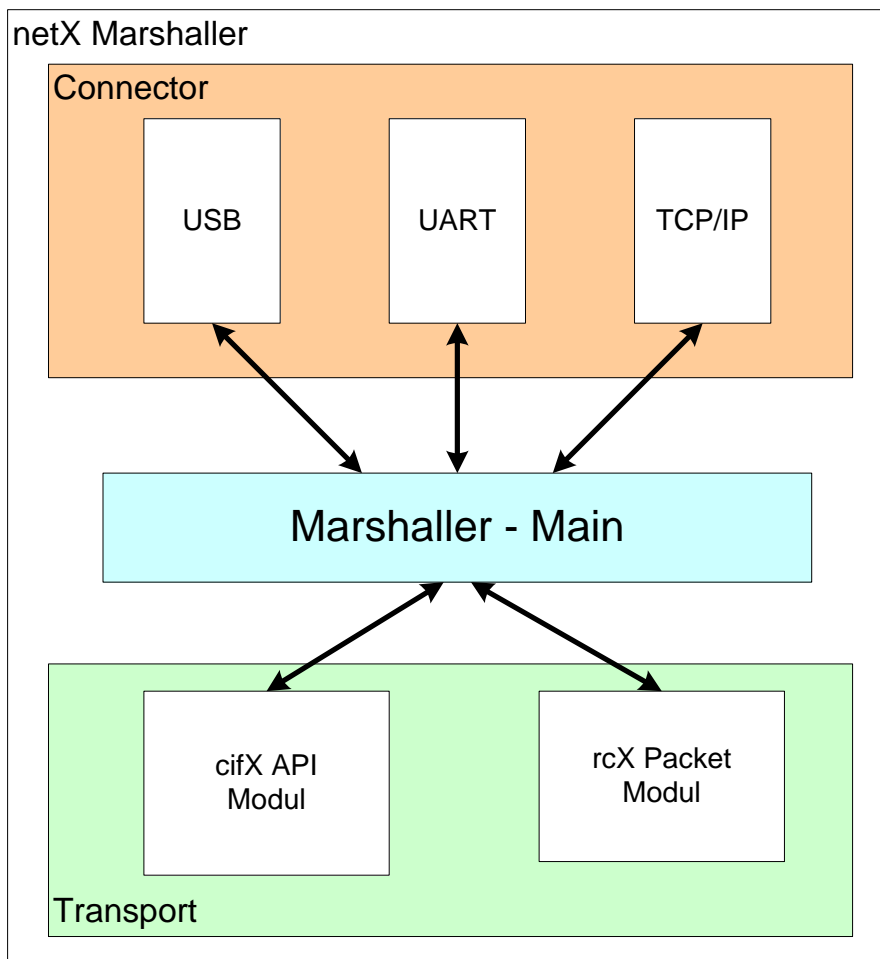 netX Marshaller
Connector
USB
UART
TCP/IP
Marshaller - Main
cifX API
Modul
rcX Packet
Modul
Transport